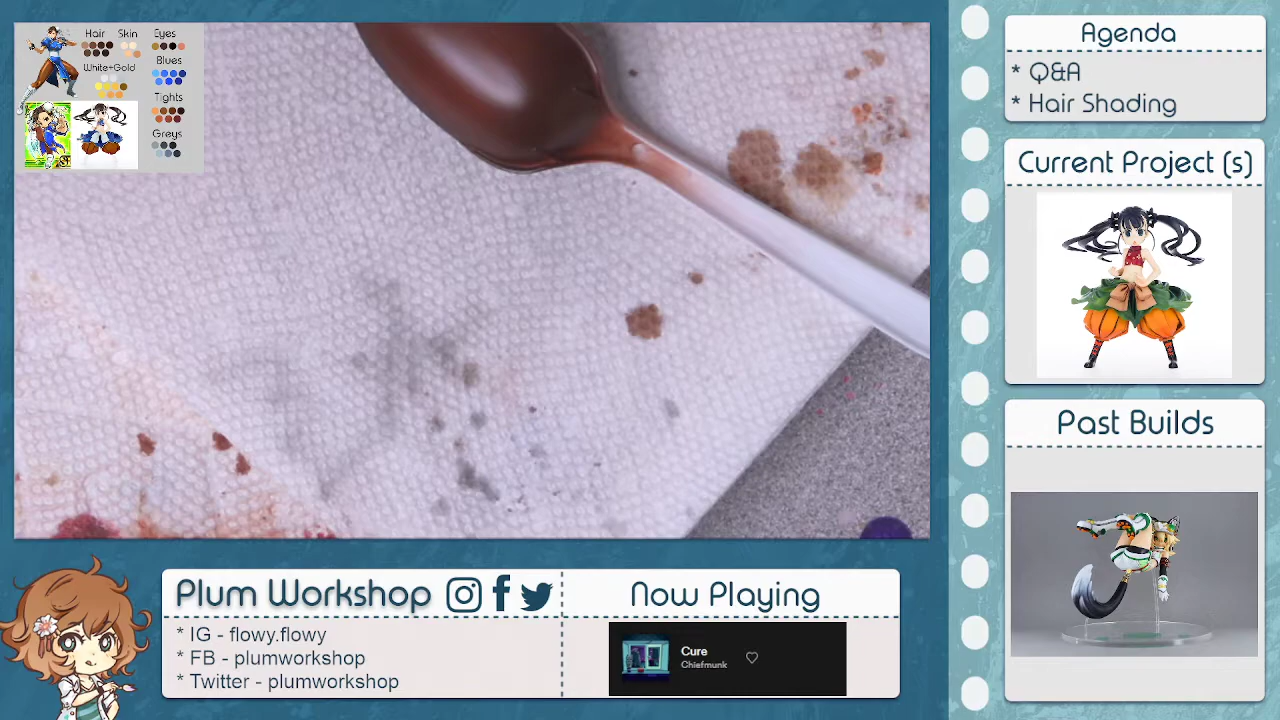 Hair Skin Eyes
White+Gold
Blues
Tights
Greys
Agenda
* Q&A
* Hair Shading
Current Project (s)
Past Builds
Plum Workshop
* IG - flowy.flowy
* FB - plumworkshop
* Twitter - plumworkshop
Now Playing
Cure
Chiefmunk